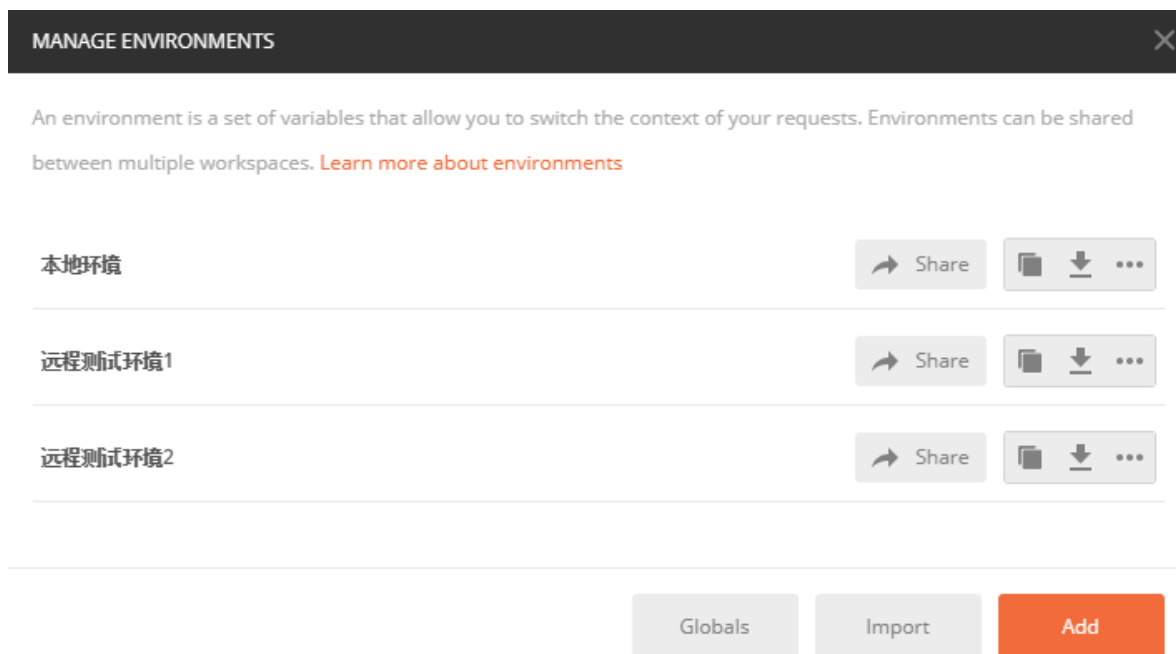 MANAGE ENVIRONMENTS
An environment is a set of variables that allow you to switch the context of your requests. Environments can be shared
between multiple workspaces. Learn more about environments
本地环境 Share
远程测试环境1 Share
远程测试环境2 Share
Globals Import Add